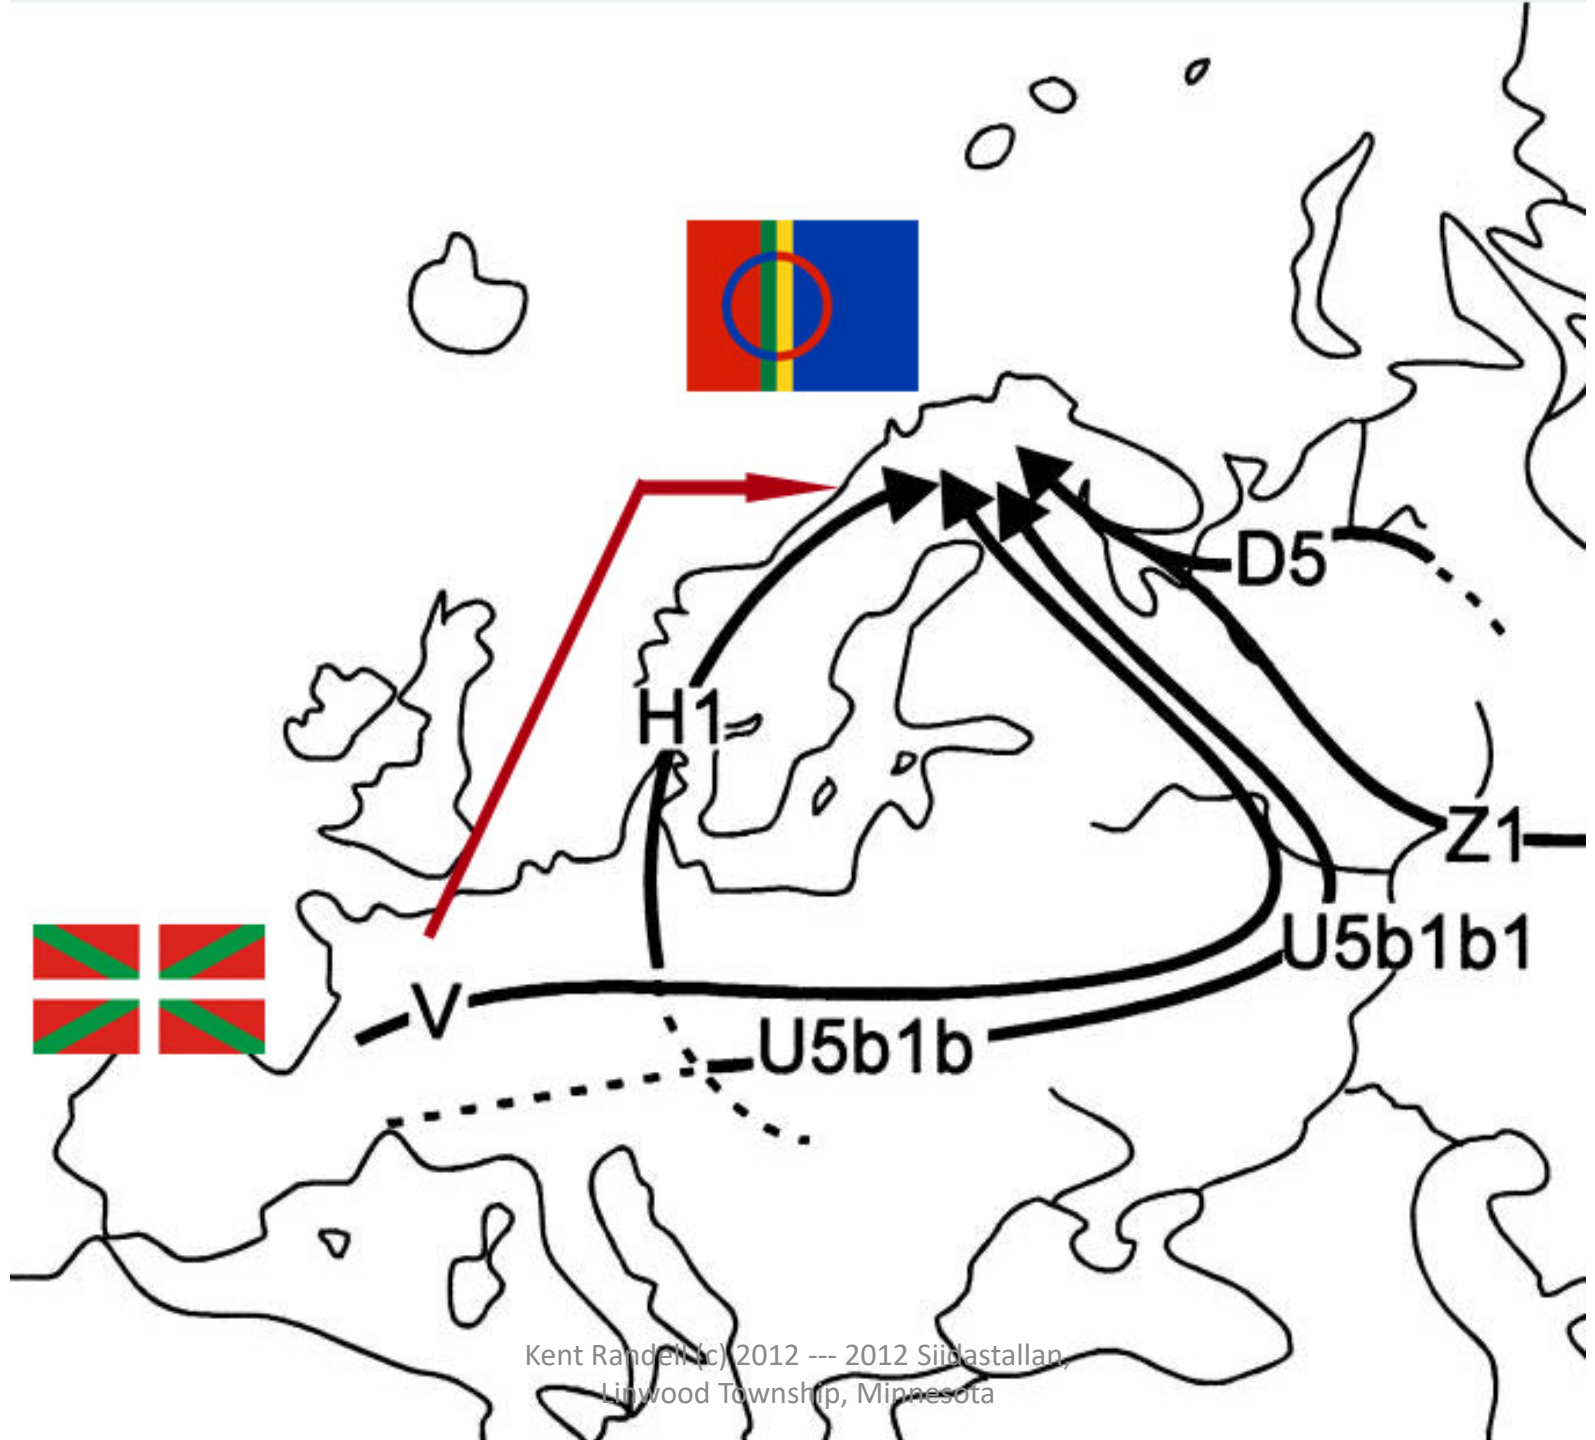 D5
H1
Z1
U5b1b1
V
U5b1b
Kent Randell (c) 2012 --- 2012 Siidastallan,
Linwood Township, Minnesota